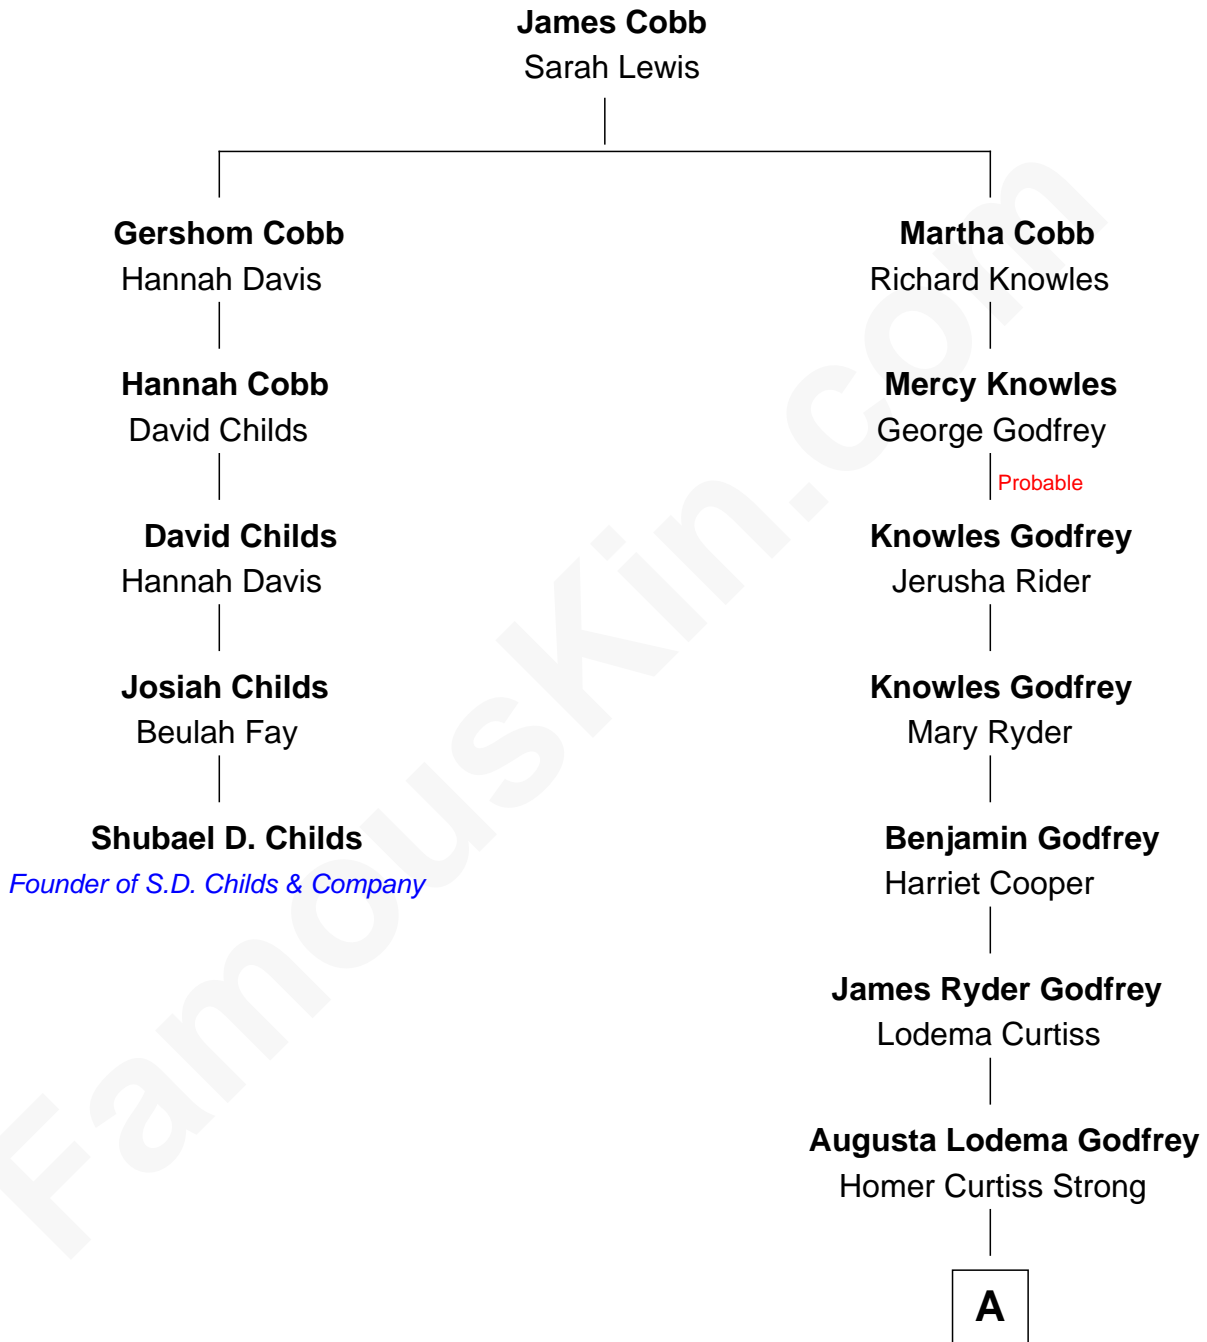 James Cobb
Sarah Lewis
Gershom Cobb
Hannah Davis
Hannah Cobb
David Childs
David Childs
Hannah Davis
Josiah Childs
Beulah Fay
Shubael D. Childs
Founder of S.D. Childs & Company
Martha Cobb
Richard Knowles
Mercy Knowles
George Godfrey
Probable
Knowles Godfrey
Jerusha Rider
Knowles Godfrey
Mary Ryder
Benjamin Godfrey
Harriet Cooper
James Ryder Godfrey
Lodema Curtiss
Augusta Lodema Godfrey
Homer Curtiss Strong
A
FamousKin.com